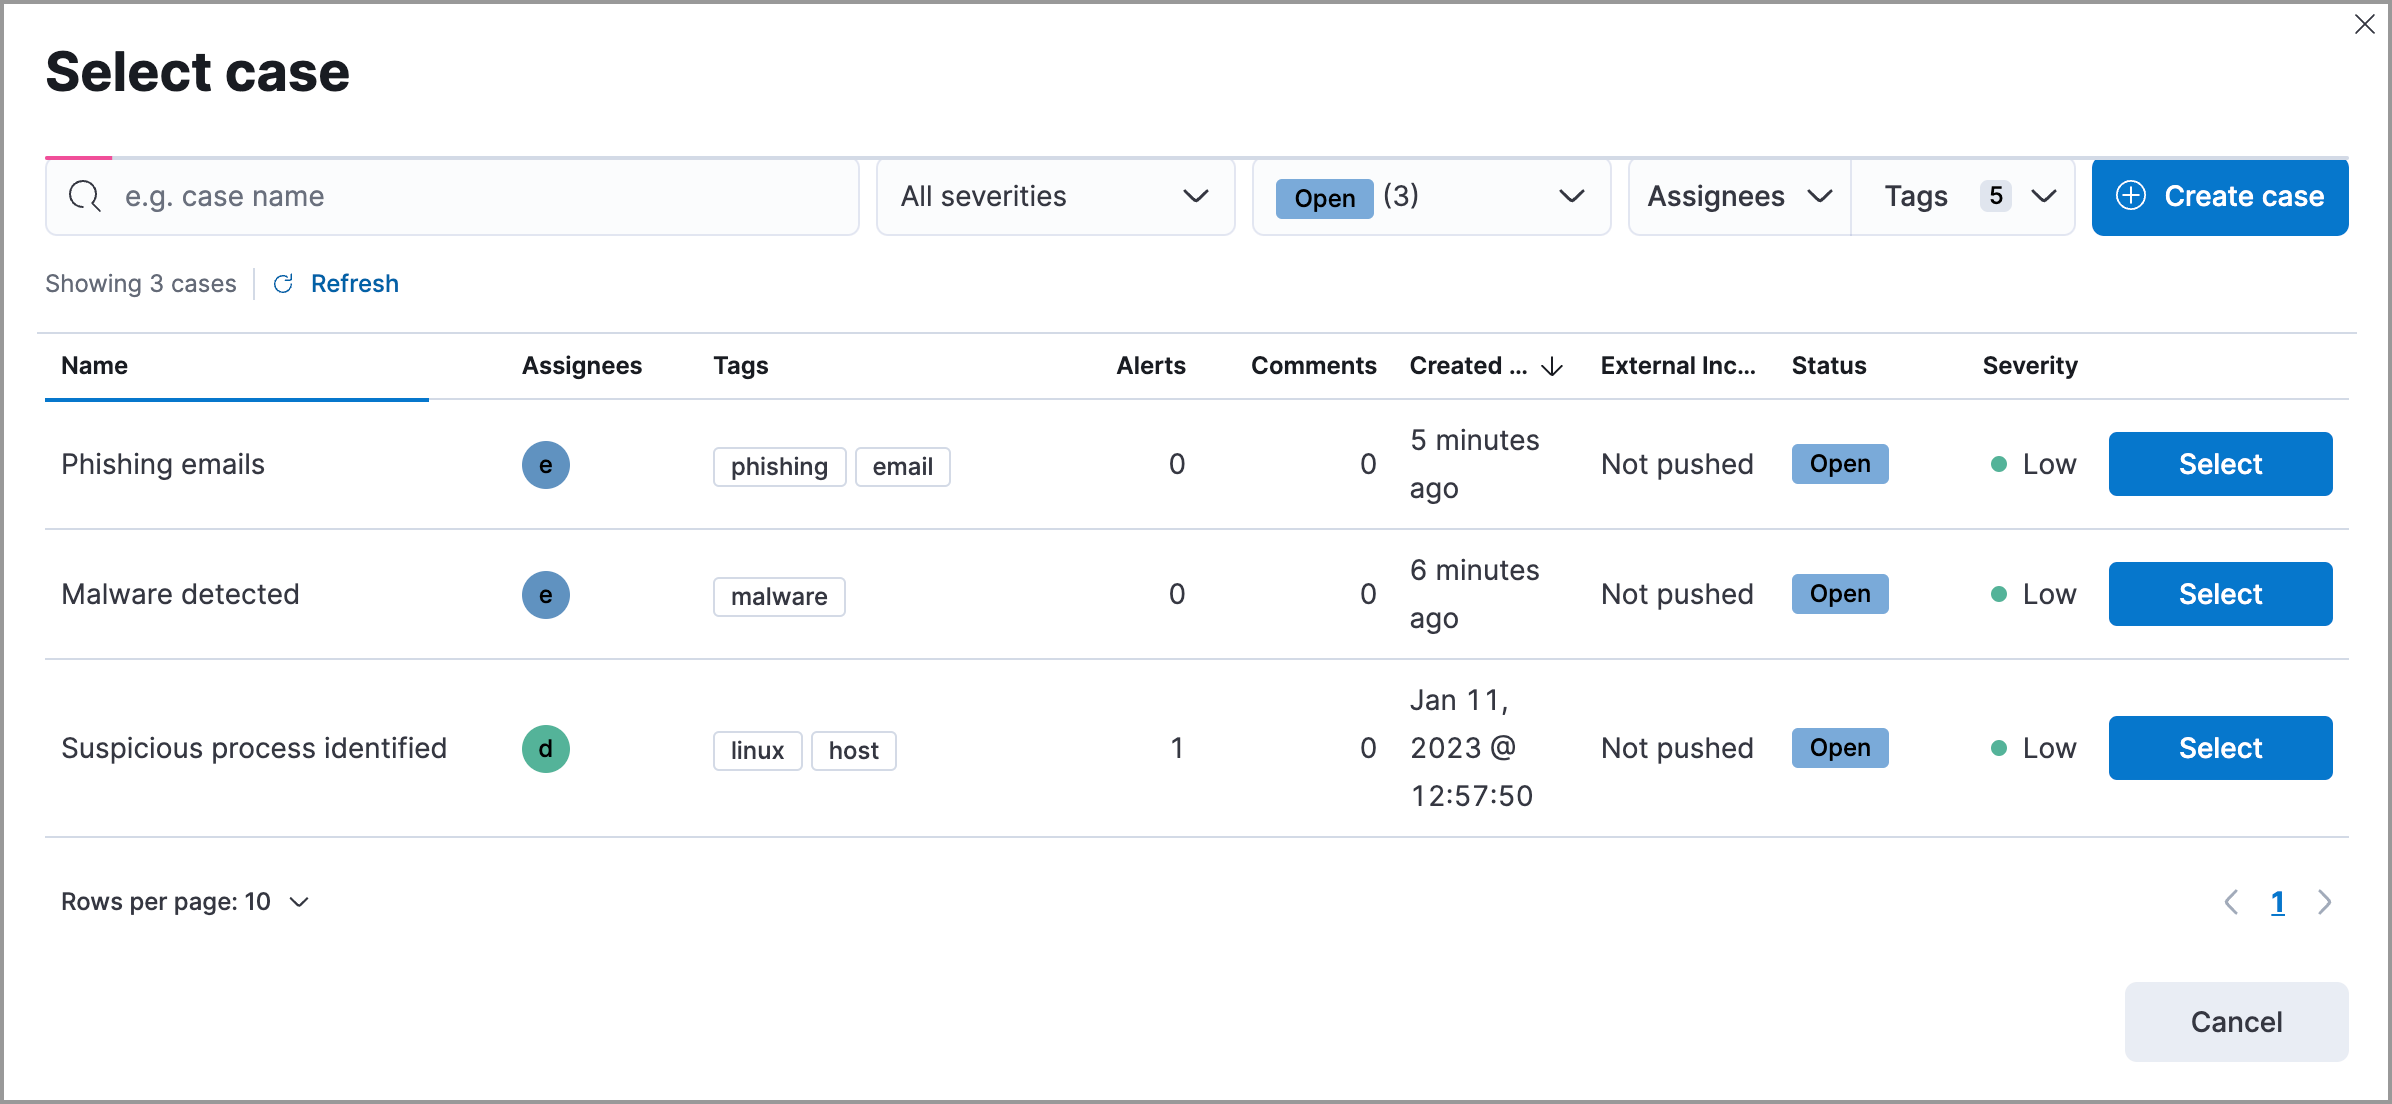 Select case
e.g. case name
All severities
Open (3)
Assignees
Tags 5
Create case
Showing 3 cases
Refresh
Name Assignees Tags Alerts Comments Created ... External Inc... Status Severity
Phishing emails e phishing email 0 0 5 minutes ago Not pushed Open Low Select
Malware detected e malware 0 0 6 minutes ago Not pushed Open Low Select
Suspicious process identified d linux host 1 0 Jan 11, 2023 @ 12:57:50 Not pushed Open Low Select
Rows per page: 10
1
Cancel